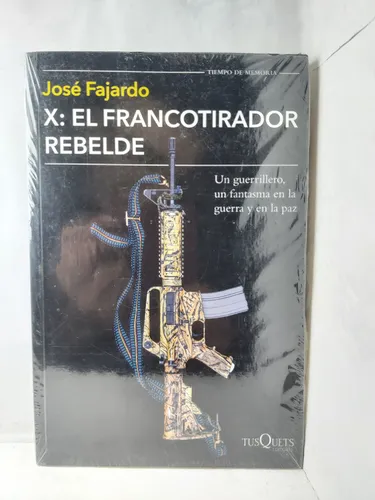 TIEMPO DE MEMORIA
José Fajardo
X: EL FRANCOTIRADOR
REBELDE
Un guerrillero,
un fantasma en la
guerra y en la paz
TUSQUETS